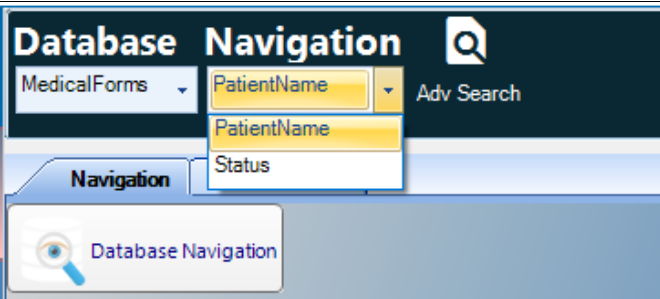 Database Navigation
MedicalForms PatientName Adv Search
PatientName
Status
Navigation
Database Navigation